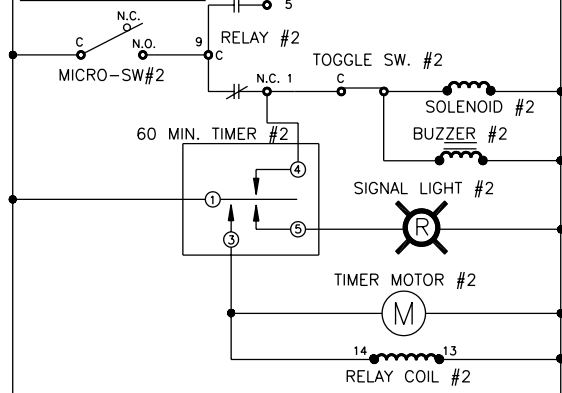 5
N.C.
C
N.O.
9
C
RELAY #2
MICRO-SW#2
TOGGLE SW. #2
N.C. 1
C
SOLENOID #2
60 MIN. TIMER #2
BUZZER #2
4
SIGNAL LIGHT #2
1
R
3
5
TIMER MOTOR #2
M
14
13
RELAY COIL #2